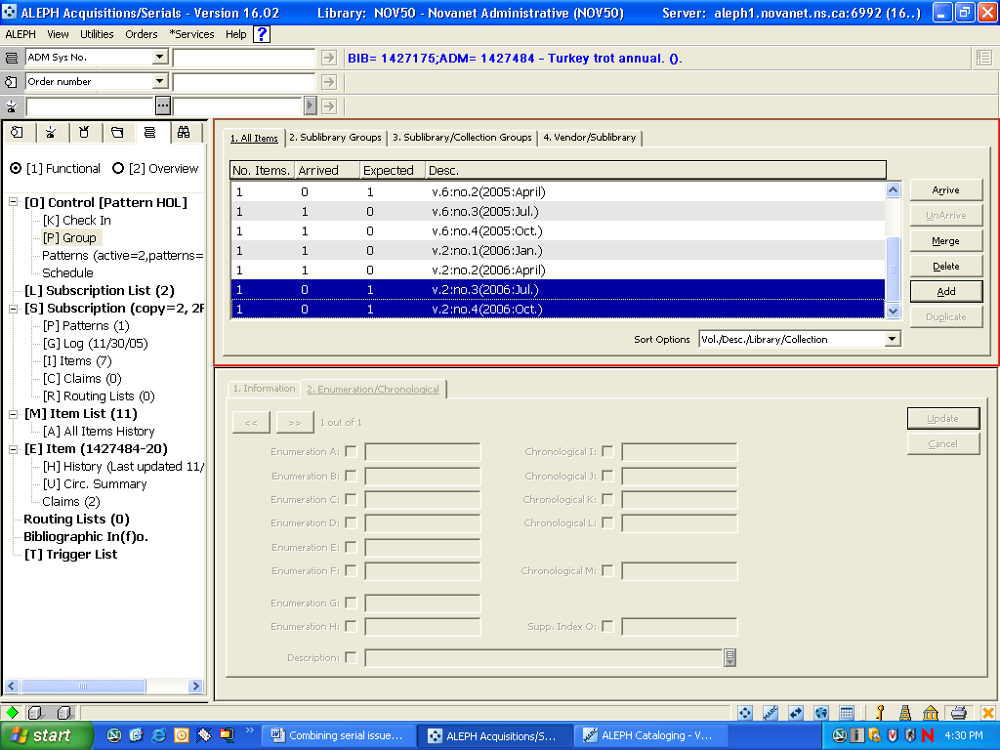 ALEPH Acquisitions/Serials - Version 16.02 Library: NOV50 - Novanet Administrative (NOV50) Server: aleph1.novanet.ns.ca:6992 (16..)
ALEPH View Utilities Orders *Services Help ?
ADM Sys No. BIB= 1427175;ADM= 1427484 - Turkey trot annual. ().
Order number
...
[1] Functional [2] Overview
[O] Control [Pattern HOL]
[K] Check In
[P] Group
Patterns (active=2,patterns=
Schedule
[L] Subscription List (2)
[S] Subscription (copy=2, 2F
[P] Patterns (1)
[G] Log (11/30/05)
[I] Items (7)
[C] Claims (0)
[R] Routing Lists (0)
[M] Item List (11)
[A] All Items History
[E] Item (1427484-20)
[H] History (Last updated 11/
[U] Circ. Summary
Claims (2)
Routing Lists (0)
Bibliographic In(f)o.
[T] Trigger List
1. All Items 2. Sublibrary Groups 3. Sublibrary/Collection Groups 4. Vendor/Sublibrary
No. Items. Arrived Expected Desc.
1 0 1 v.6:no.2(2005:April)
1 1 0 v.6:no.3(2005:Jul.)
1 1 0 v.6:no.4(2005:Oct.)
1 1 0 v.2:no.1(2006:Jan.)
1 1 0 v.2:no.2(2006:April)
1 0 1 v.2:no.3(2006:Jul.)
1 0 1 v.2:no.4(2006:Oct.)
Arrive
UnArrive
Merge
Delete
Add
Duplicate
Sort Options Vol./Desc./Library/Collection
1. Information 2. Enumeration/Chronological
<< >> 1 out of 1
Update
Cancel
Enumeration A: Chronological I:
Enumeration B: Chronological J:
Enumeration C: Chronological K:
Enumeration D: Chronological L:
Enumeration E:
Enumeration F: Chronological M:
Enumeration G:
Enumeration H: Supp. Index O:
Description:
start Combining serial issue... ALEPH Acquisitions/S... ALEPH Cataloging - V... 4:30 PM